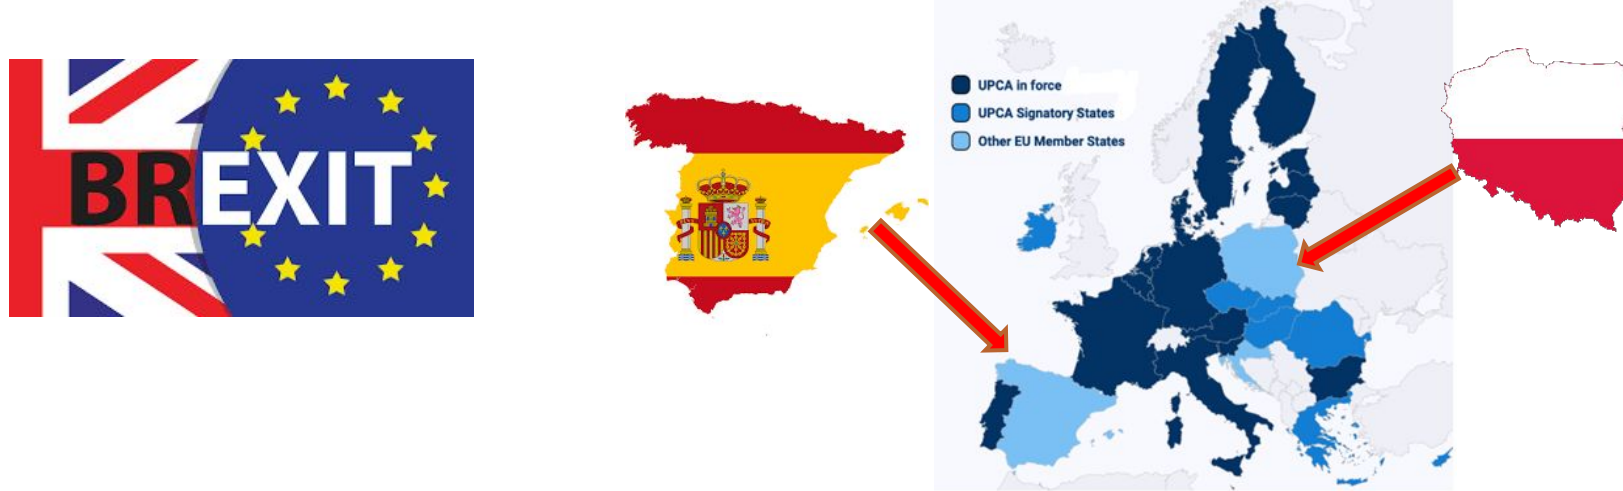 BREXIT
UPCA in force
UPCA Signatory States
Other EU Member States